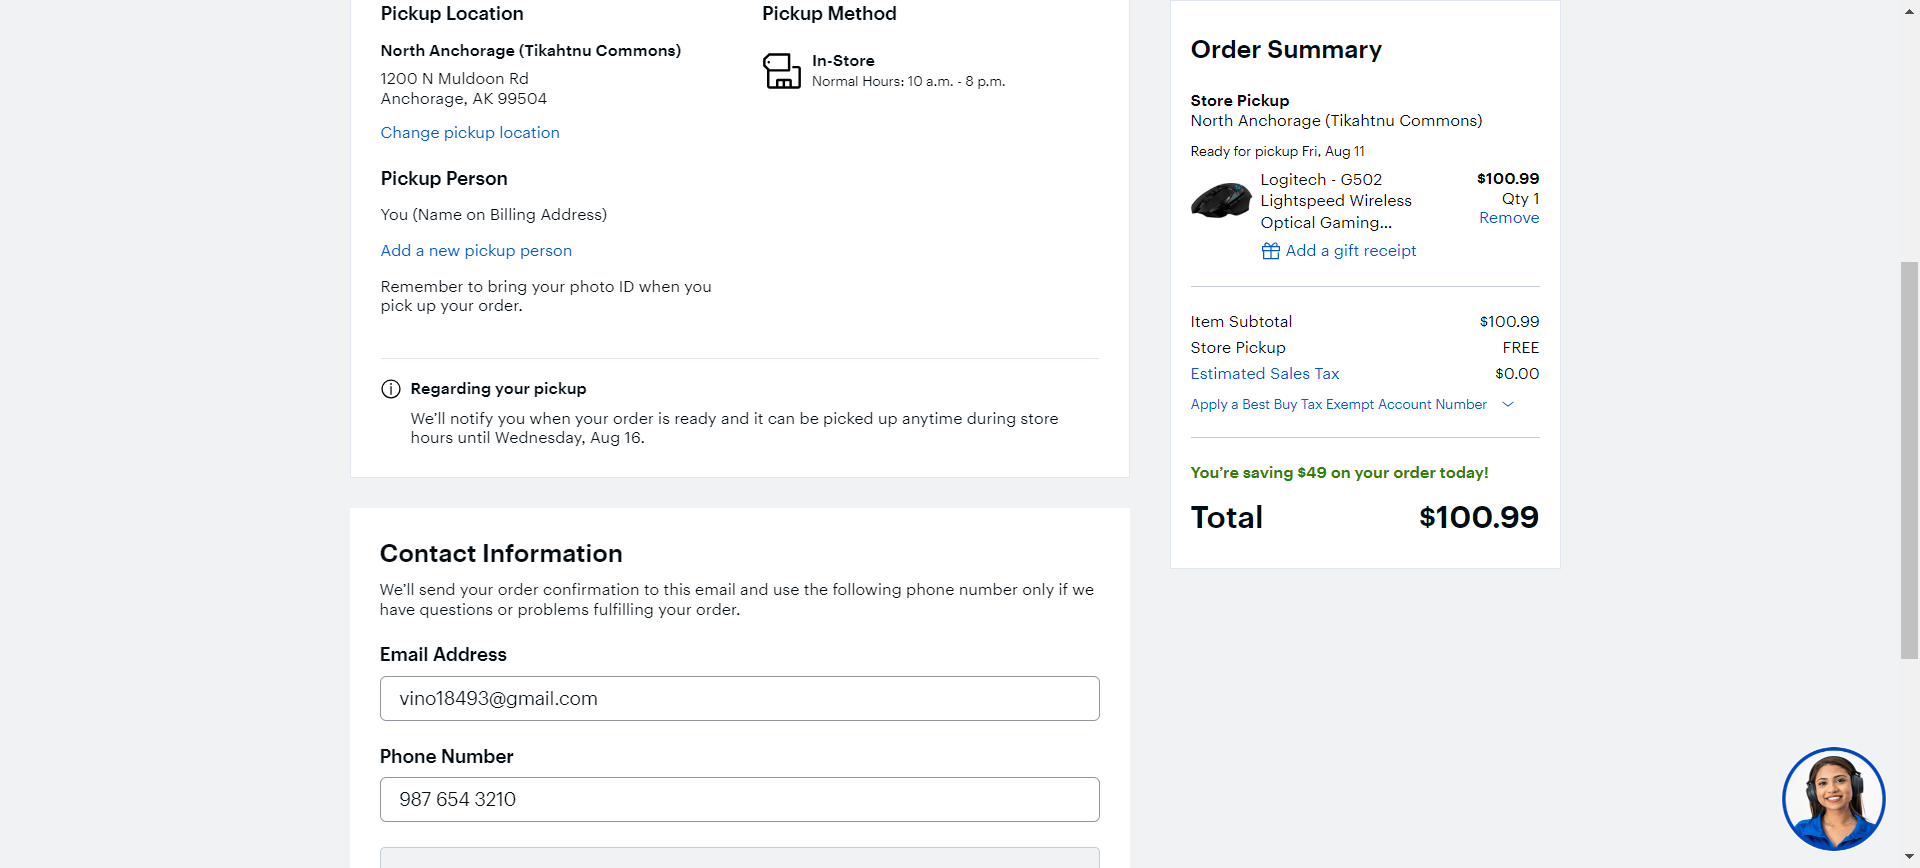 Pickup Location
North Anchorage (Tikahtnu Commons)
1200 N Muldoon Rd
Anchorage, AK 99504
Change pickup location
Pickup Person
You (Name on Billing Address)
Add a new pickup person
Remember to bring your photo ID when you
pick up your order.
Pickup Method
In-Store
Normal Hours: 10 a.m. - 8 p.m.
Regarding your pickup
We’ll notify you when your order is ready and it can be picked up anytime during store
hours until Wednesday, Aug 16.
Contact Information
We’ll send your order confirmation to this email and use the following phone number only if we
have questions or problems fulfilling your order.
Email Address
vino18493@gmail.com
Phone Number
987 654 3210
Order Summary
Store Pickup
North Anchorage (Tikahtnu Commons)
Ready for pickup Fri, Aug 11
Logitech - G502 $100.99
Lightspeed Wireless Qty 1
Optical Gaming... Remove
Add a gift receipt
Item Subtotal $100.99
Store Pickup FREE
Estimated Sales Tax $0.00
Apply a Best Buy Tax Exempt Account Number
You’re saving $49 on your order today!
Total $100.99